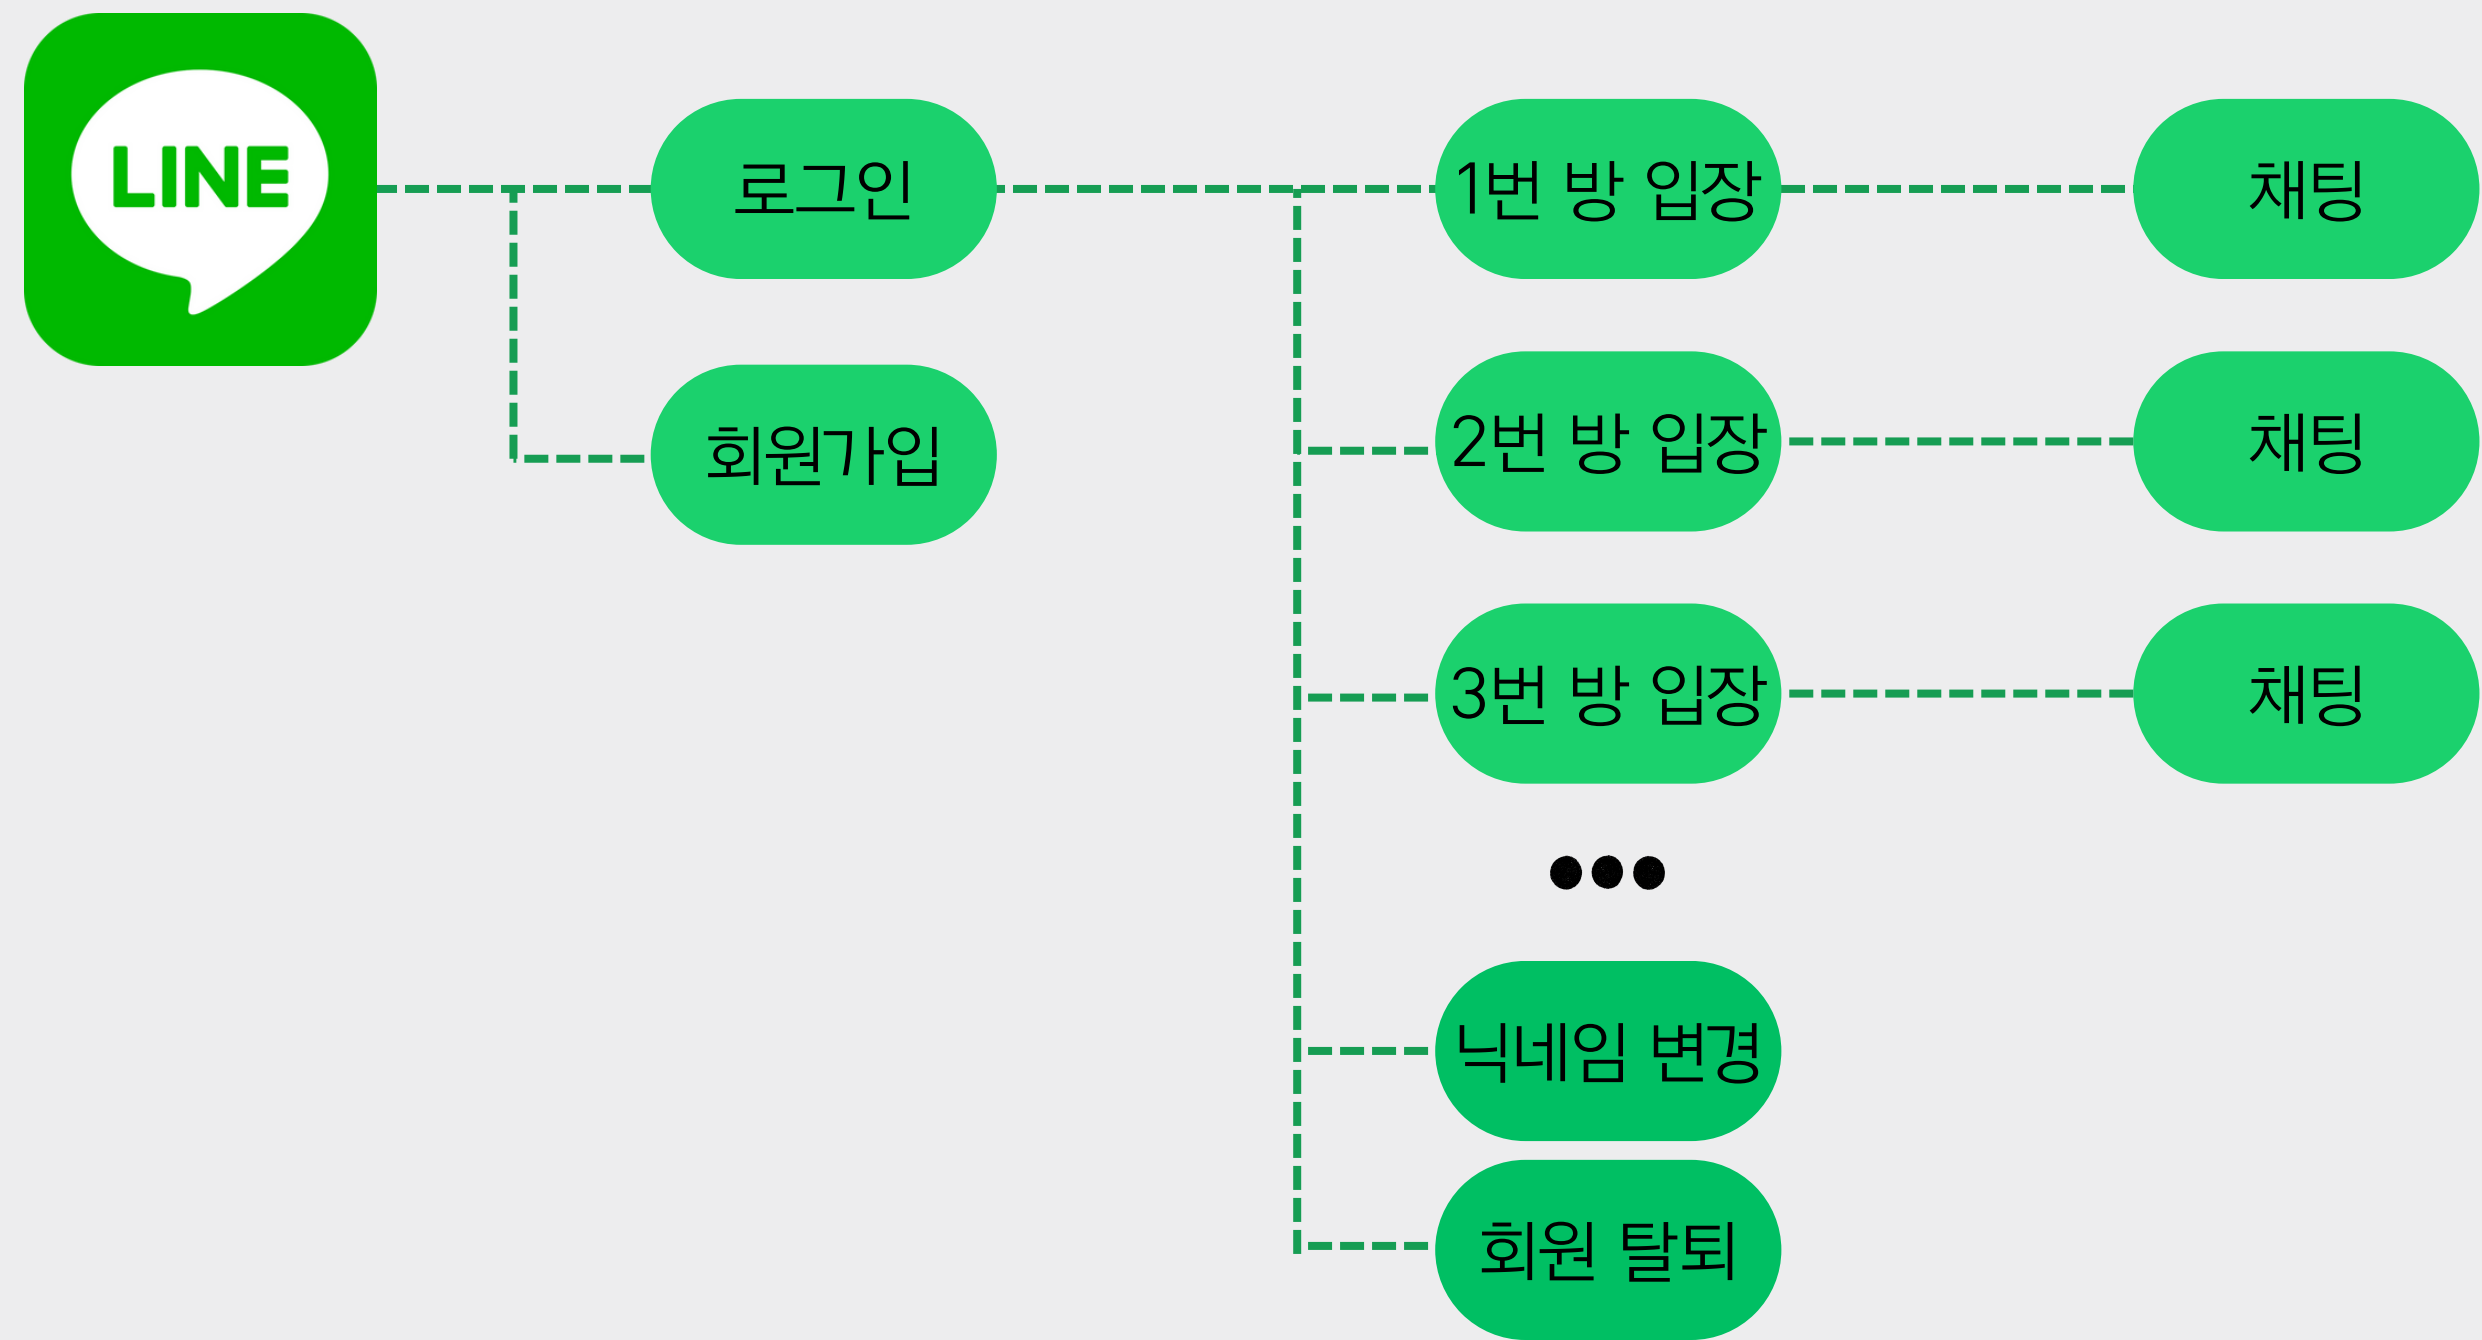 LINE
로그인
1번 방 입장
채팅
회원가입
2번 방 입장
채팅
3번 방 입장
채팅
•••
닉네임 변경
회원 탈퇴